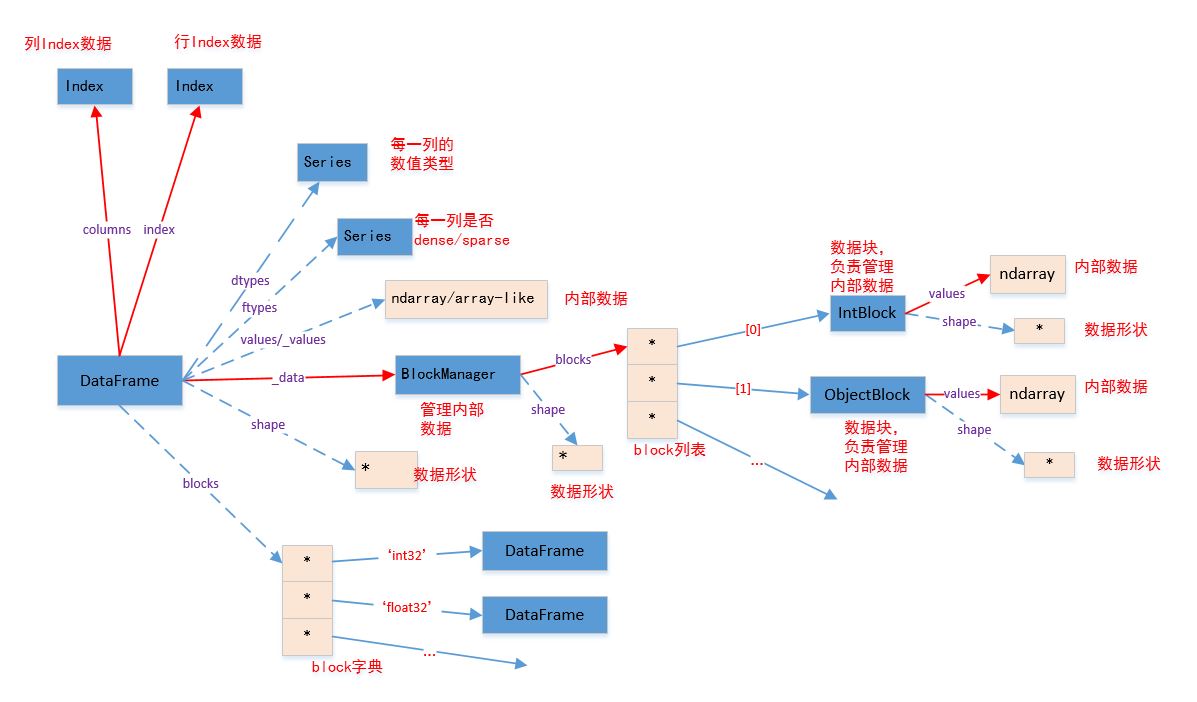 列Index数据
行Index数据
Index
Index
每一列的
数值类型
Series
每一列是否
dense/sparse
Series
columns
index
dtypes
ftypes
values/_values
ndarray/array-like
内部数据
DataFrame
_data
BlockManager
管理内部
数据
blocks
shape
*
数据形状
shape
*
数据形状
*
*
*
block列表
[0]
[1]
...
数据块,
负责管理
内部数据
IntBlock
values
ndarray
内部数据
shape
*
数据形状
ObjectBlock
数据块,
负责管理
内部数据
values
ndarray
内部数据
shape
*
数据形状
blocks
*
*
*
block字典
‘int32’
DataFrame
‘float32’
DataFrame
...